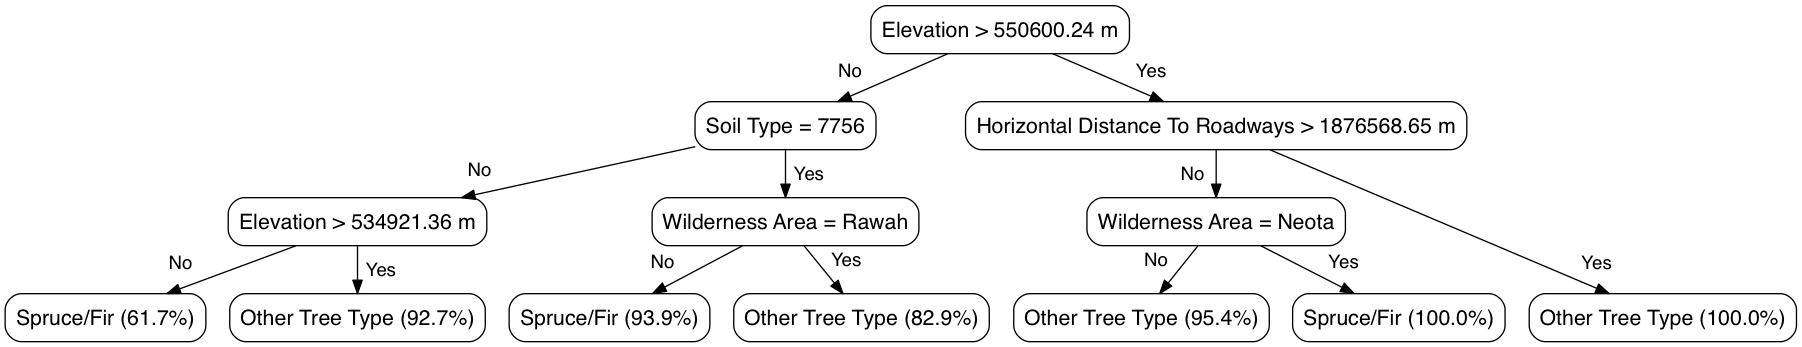 Elevation > 550600.24 m
No
Yes
Soil Type = 7756
Horizontal Distance To Roadways > 1876568.65 m
No
Yes
No
Yes
Elevation > 534921.36 m
Wilderness Area = Rawah
Wilderness Area = Neota
No
Yes
No
Yes
No
Yes
Spruce/Fir (61.7%)
Other Tree Type (92.7%)
Spruce/Fir (93.9%)
Other Tree Type (82.9%)
Other Tree Type (95.4%)
Spruce/Fir (100.0%)
Other Tree Type (100.0%)